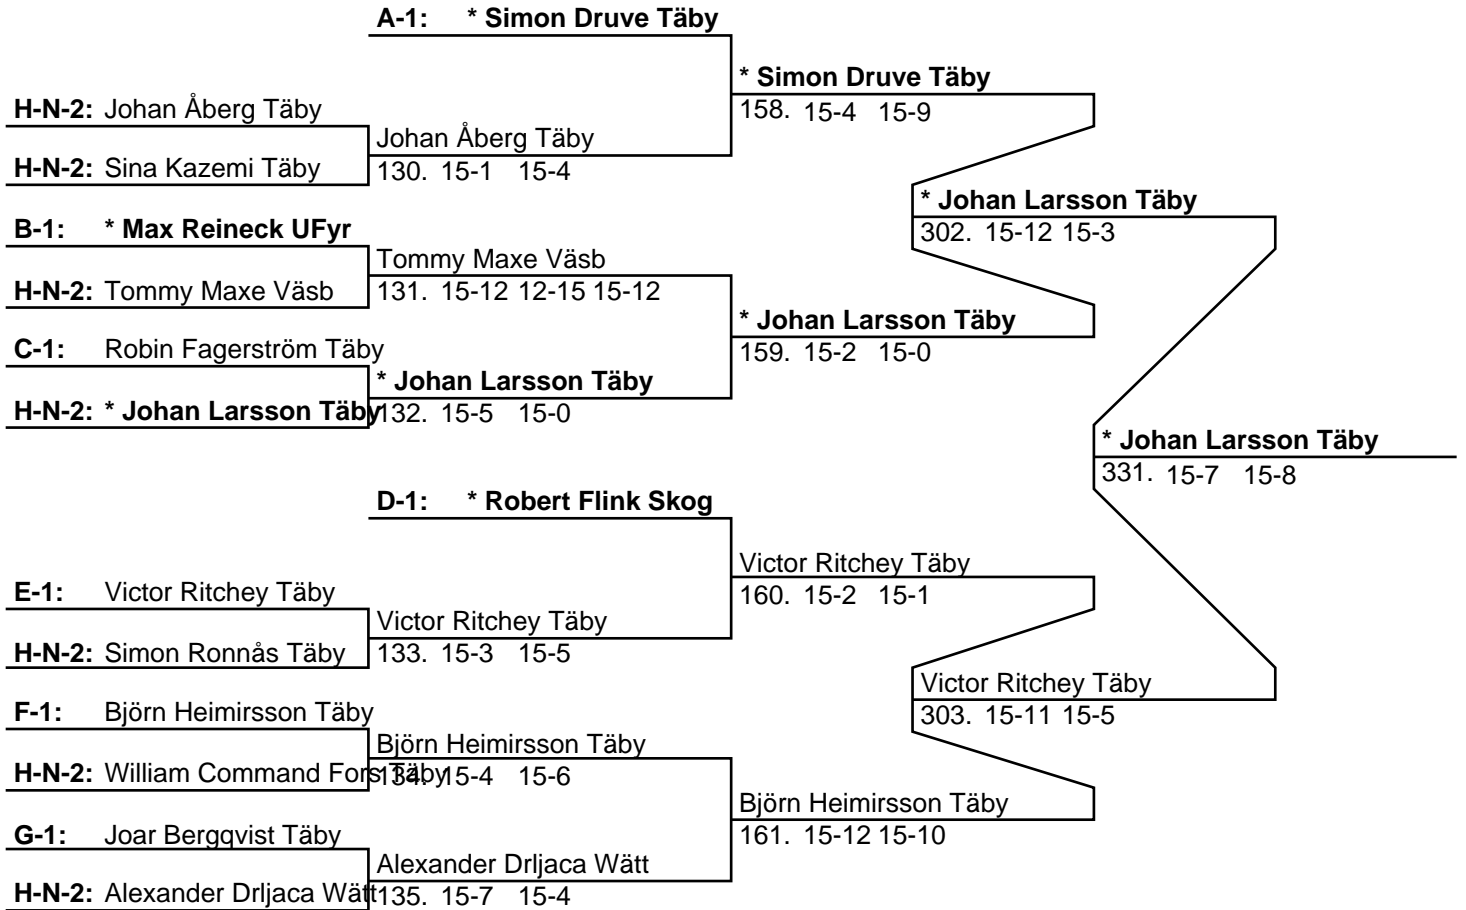 A-1: * Simon Druve Täby
* Simon Druve Täby
158. 15-4 15-9
H-N-2: Johan Åberg Täby
Johan Åberg Täby
130. 15-1 15-4
H-N-2: Sina Kazemi Täby
* Johan Larsson Täby
302. 15-12 15-3
B-1: * Max Reineck UFyr
Tommy Maxe Väsb
131. 15-12 12-15 15-12
H-N-2: Tommy Maxe Väsb
* Johan Larsson Täby
159. 15-2 15-0
C-1: Robin Fagerström Täby
* Johan Larsson Täby
132. 15-5 15-0
H-N-2: * Johan Larsson Täby
* Johan Larsson Täby
331. 15-7 15-8
D-1: * Robert Flink Skog
Victor Ritchey Täby
160. 15-2 15-1
E-1: Victor Ritchey Täby
Victor Ritchey Täby
133. 15-3 15-5
H-N-2: Simon Ronnås Täby
Victor Ritchey Täby
303. 15-11 15-5
F-1: Björn Heimirsson Täby
Björn Heimirsson Täby
134. 15-4 15-6
H-N-2: William Command Fors Täby
Björn Heimirsson Täby
161. 15-12 15-10
G-1: Joar Bergqvist Täby
Alexander Drljaca Wätt
135. 15-7 15-4
H-N-2: Alexander Drljaca Wätt